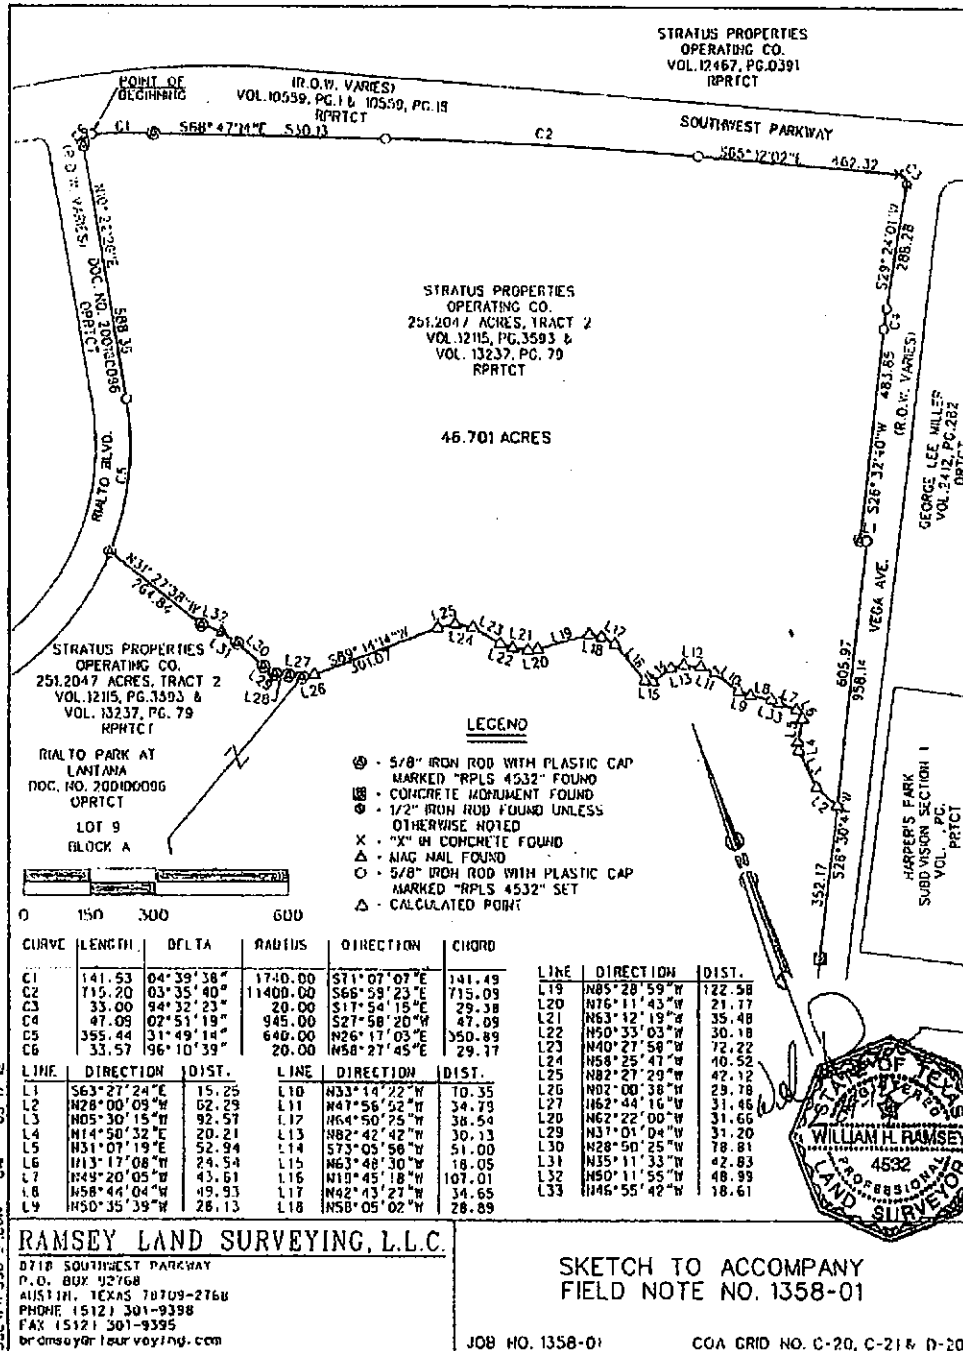 STRATUS PROPERTIES
OPERATING CO.
VOL.12467, PG.0391
RPRTCT
POINT OF
BEGINNING
(R.O.W. VARIES)
VOL.10559, PG.1 & 10559, PG.19
RPRTCT
SOUTHWEST PARKWAY
C1
S68°47'14"E 530.13
C2
S65°12'02"E 462.32
C3
N10°22'26"E 588.35
(R.O.W. VARIES) DOC. NO.
OPRTCT
S29°24'01"W
288.28
C4
STRATUS PROPERTIES
OPERATING CO.
251.2047 ACRES, TRACT 2
VOL.12115, PG.3593 &
VOL. 13237, PG. 79
RPRTCT
46.701 ACRES
S26°32'40"W 483.85
(R.O.W. VARIES)
GEORGE LEE MILLER
VOL.2412, PG.282
RIALTO BLVD.
C5
N31°27'38"W
764.84
VEGA AVE.
605.97
958.14
S26°30'47"W
352.17
HARPER'S PARK
SUBDIVISION SECTION 1
VOL. , PG.
PRTCT
L32
L31
L30
L29
L28
L27
L26
S89°14'14"W
301.07
L25
L24
L23
L22
L21
L20
L19
L18
L17
L16
L15
L14
L13
L12
L11
L10
L9
L8
L33
L7
L6
L5
L4
L3
L2
STRATUS PROPERTIES
OPERATING CO.
251.2047 ACRES, TRACT 2
VOL.12115, PG.3593 &
VOL. 13237, PG. 79
RPRTCT
RIALTO PARK AT
LANTANA
DOC. NO. 200100096
OPRTCT
LOT 9
BLOCK A
LEGEND
- 5/8" IRON ROD WITH PLASTIC CAP
MARKED "RPLS 4532" FOUND
- CONCRETE MONUMENT FOUND
- 1/2" IRON ROD FOUND UNLESS
OTHERWISE NOTED
X - "X" IN CONCRETE FOUND
- MAG NAIL FOUND
- 5/8" IRON ROD WITH PLASTIC CAP
MARKED "RPLS 4532" SET
- CALCULATED POINT
0 150 300 600
CURVE LENGTH DELTA RADIUS DIRECTION CHORD
C1 141.53 04°39'38" 1740.00 S71°07'07"E 141.49
C2 715.20 03°35'40" 11400.00 S66°59'23"E 715.09
C3 33.00 94°32'23" 20.00 S17°54'15"E 29.38
C4 47.09 02°51'19" 945.00 S27°58'20"W 47.09
C5 355.44 31°49'14" 640.00 N26°17'03"E 350.89
C6 33.57 96°10'39" 20.00 N58°27'45"E 29.77
LINE DIRECTION DIST.
L1 S63°27'24"E 15.25
L2 N28°00'09"W 62.29
L3 N05°30'15"W 92.57
L4 N14°50'32"E 20.21
L5 N31°07'19"E 52.94
L6 N13°17'08"W 24.54
L7 N49°20'05"W 43.61
L8 N58°44'04"W 49.93
L9 N50°35'39"W 26.13
LINE DIRECTION DIST.
L10 N33°14'22"W 70.35
L11 N47°56'52"W 34.79
L12 N64°50'25"W 38.54
L13 N82°42'42"W 30.13
L14 S73°05'56"W 51.00
L15 N63°48'30"W 18.05
L16 N19°45'18"W 107.01
L17 N42°43'27"W 34.65
L18 N58°05'02"W 28.89
LINE DIRECTION DIST.
L19 N85°28'59"W 122.58
L20 N76°11'43"W 21.77
L21 N63°12'19"W 35.48
L22 N50°33'03"W 30.18
L23 N40°27'58"W 72.22
L24 N58°25'47"W 40.52
L25 N82°27'29"W 42.12
L26 N02°00'38"W 29.78
L27 N62°44'16"W 31.46
L28 N62°22'00"W 31.66
L29 N37°01'04"W 31.20
L30 N28°50'25"W 78.81
L31 N35°11'33"W 42.83
L32 N50°11'55"W 48.99
L33 N46°55'42"W 18.61
STATE OF TEXAS
REGISTERED
WILLIAM H. RAMSEY
4532
PROFESSIONAL
LAND SURVEYOR
RAMSEY LAND SURVEYING, L.L.C.
8718 SOUTHWEST PARKWAY
P.O. BOX 92768
AUSTIN, TEXAS 78709-2768
PHONE (512) 301-9398
FAX (512) 301-9395
SKETCH TO ACCOMPANY
FIELD NOTE NO. 1358-01
JOB NO. 1358-01
COA GRID NO. C-20, C-21 & D-20